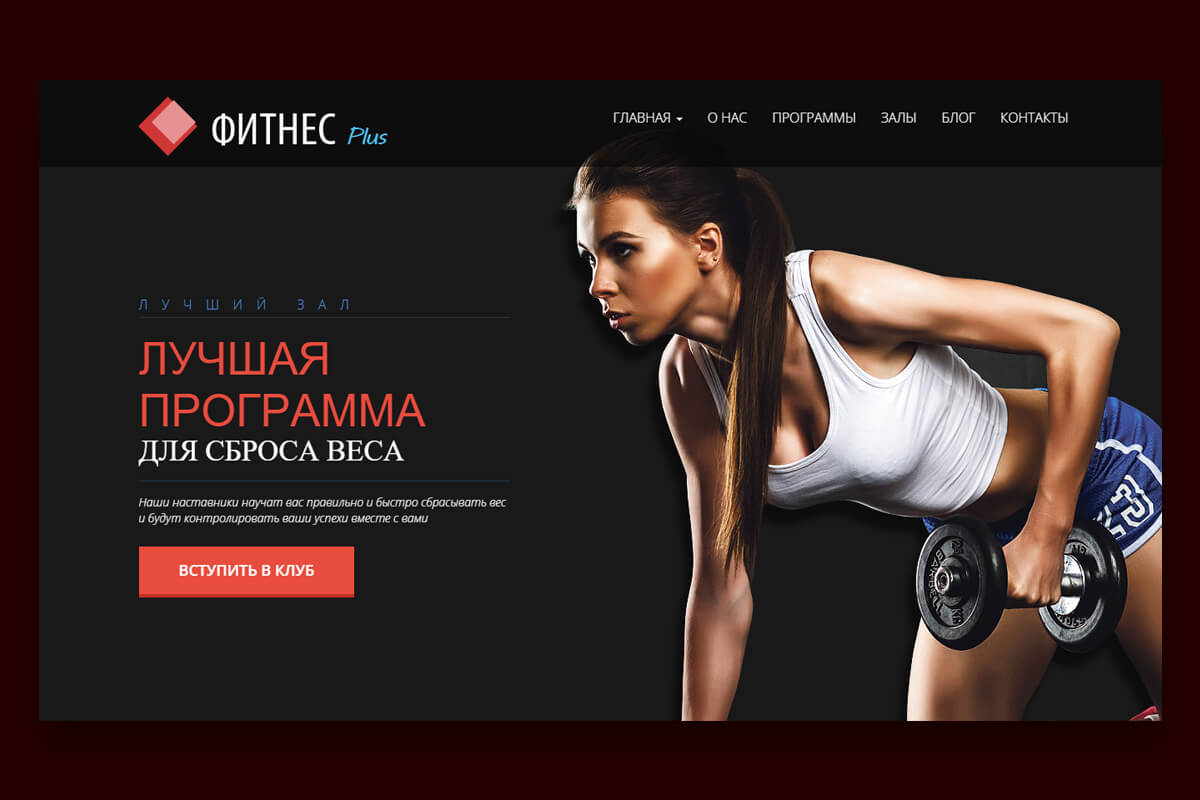 ФИТНЕС Plus
ГЛАВНАЯ О НАС ПРОГРАММЫ ЗАЛЫ БЛОГ КОНТАКТЫ
ЛУЧШИЙ ЗАЛ
ЛУЧШАЯ
ПРОГРАММА
ДЛЯ СБРОСА ВЕСА
Наши наставники научат вас правильно и быстро сбрасывать вес
и будут контролировать ваши успехи вместе с вами
ВСТУПИТЬ В КЛУБ
23